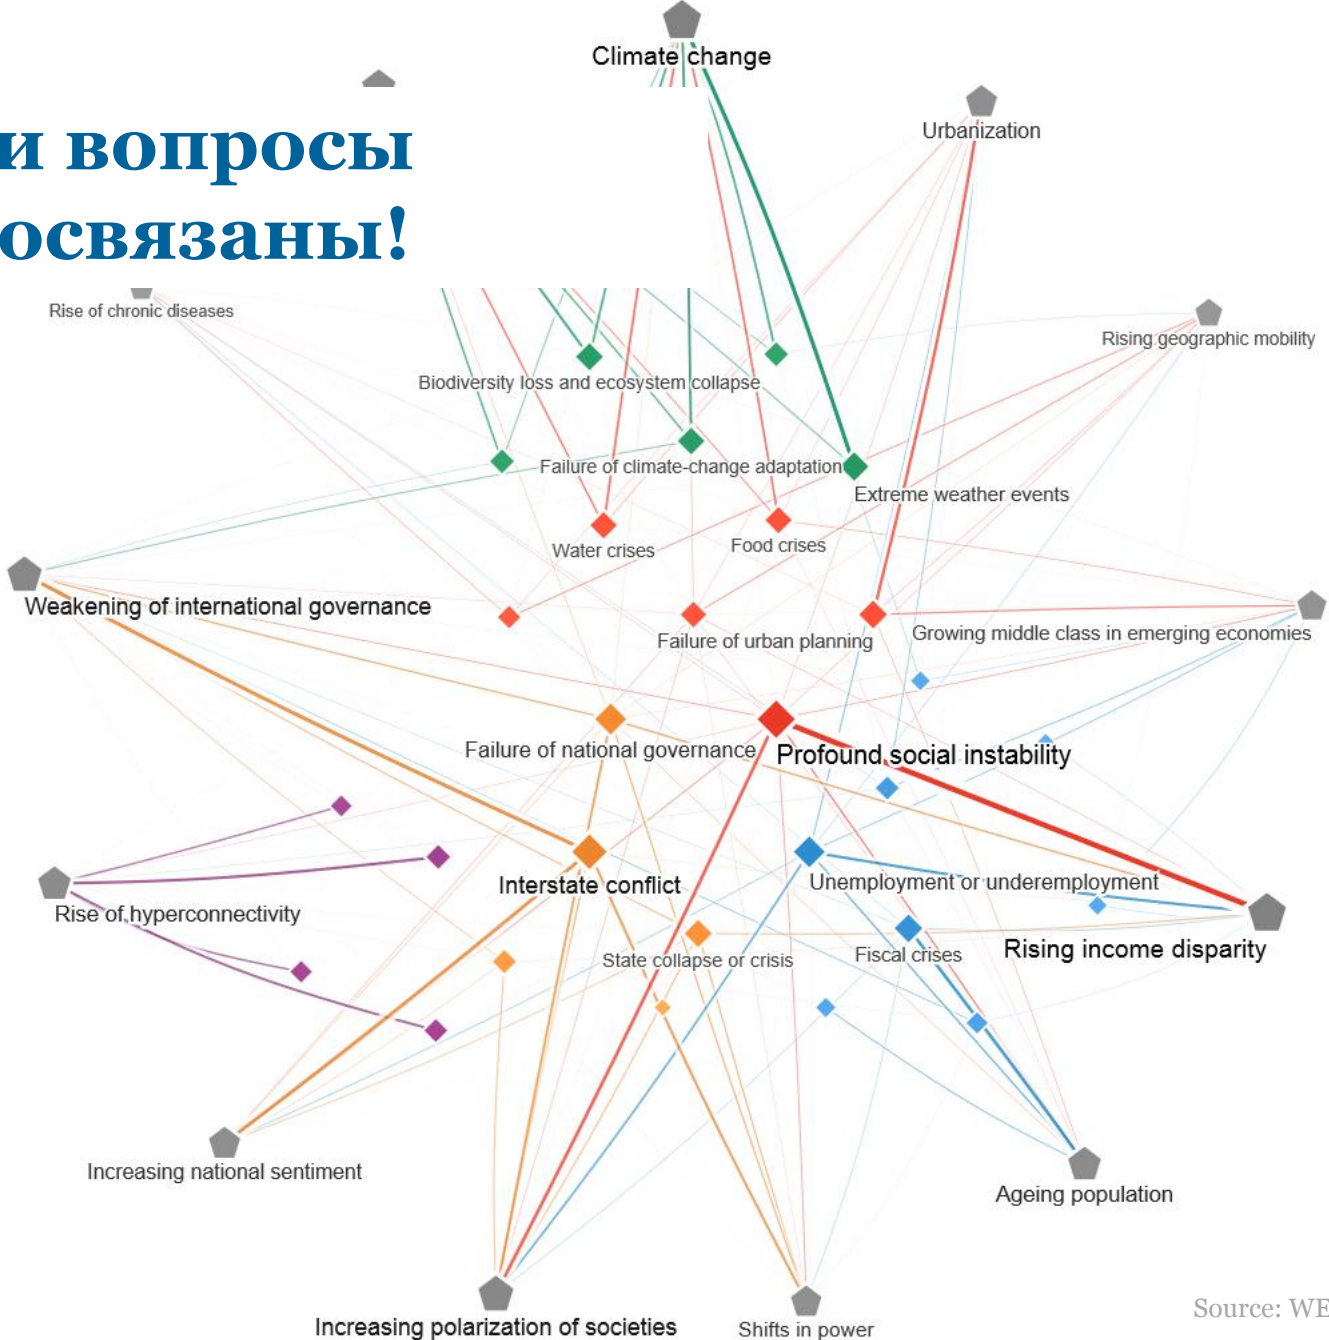 Climate change
Urbanization
и вопросы
освязаны!
Rise of chronic diseases
Rising geographic mobility
Biodiversity loss and ecosystem collapse
Failure of climate-change adaptation
Extreme weather events
Water crises
Food crises
Weakening of international governance
Failure of urban planning
Growing middle class in emerging economies
Failure of national governance
Profound social instability
Interstate conflict
Unemployment or underemployment
Rise of hyperconnectivity
State collapse or crisis
Fiscal crises
Rising income disparity
Increasing national sentiment
Ageing population
Source: WE
Increasing polarization of societies
Shifts in power